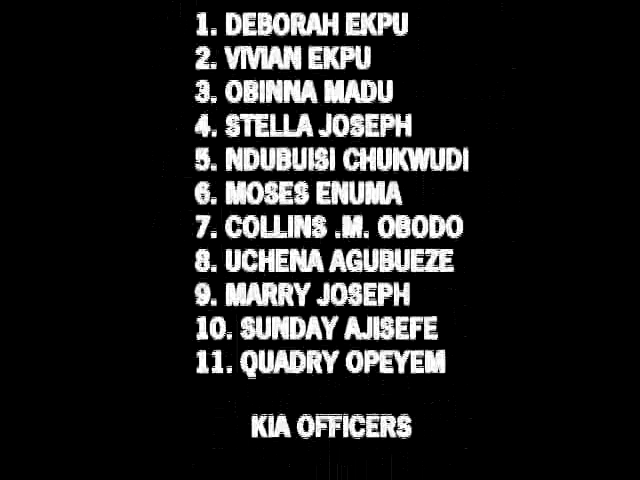 1. DEBORAH EKPU
2. VIVIAN EKPU
3. OBINNA MADU
4. STELLA JOSEPH
5. NDUBUISI CHUKWUDI
6. MOSES ENUMA
7. COLLINS .M. OBODO
8. UCHENA AGUBUEZE
9. MARRY JOSEPH
10. SUNDAY AJISEFE
11. QUADRY OPEYEM
KIA OFFICERS